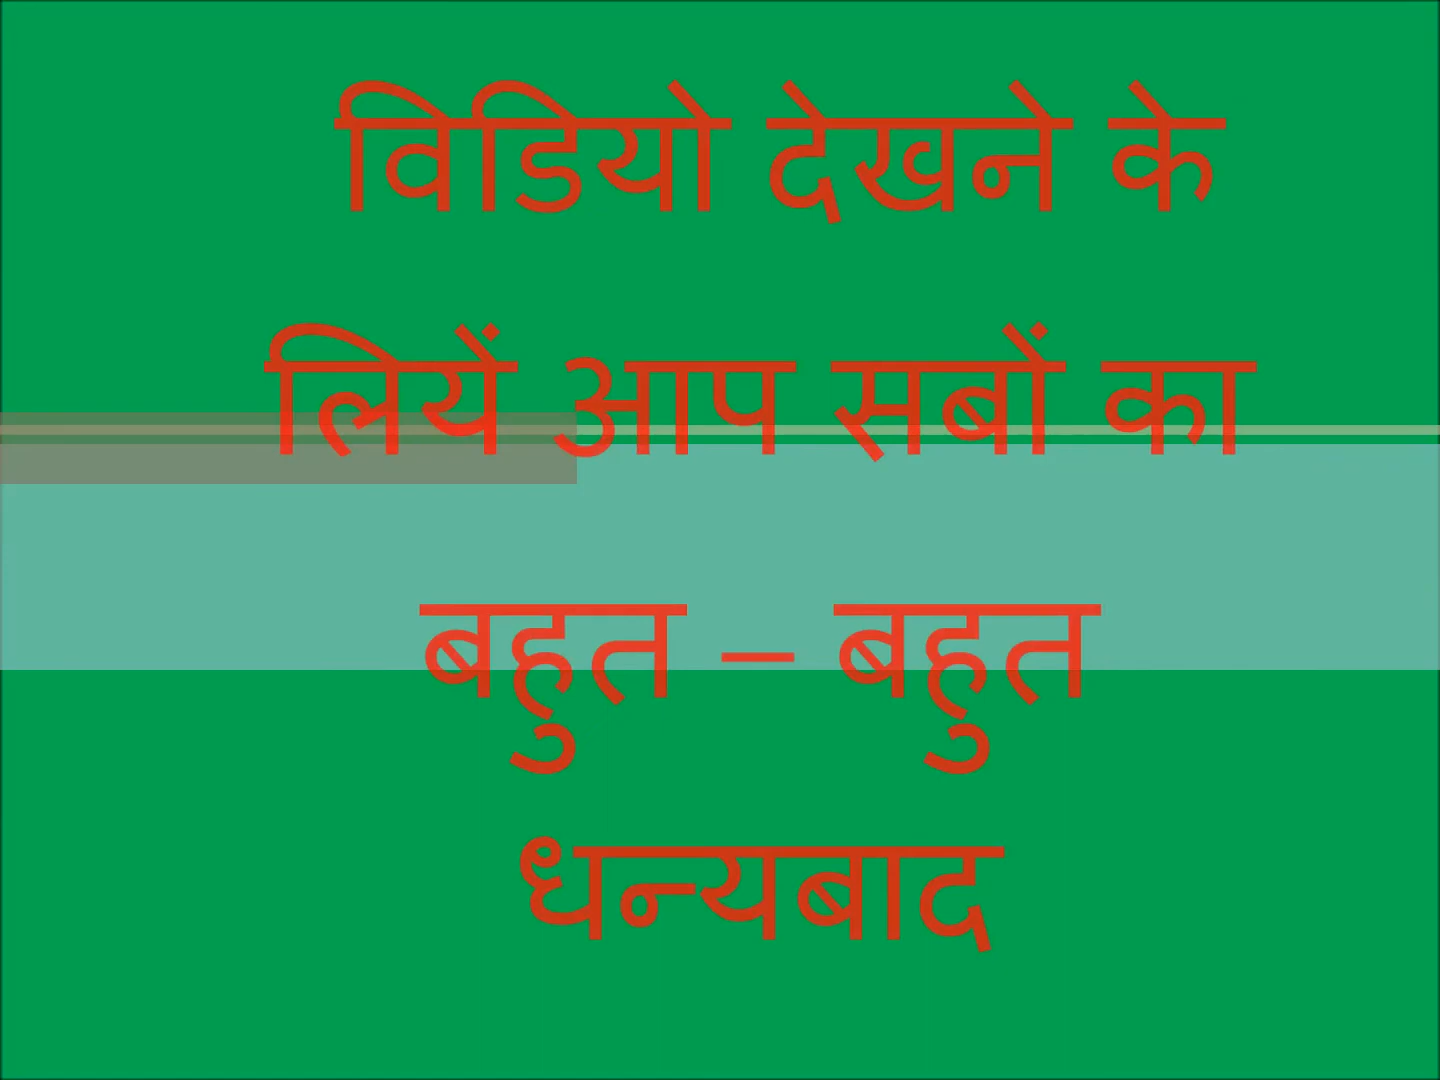 विडियो देखने के
लियें आप सबों का
बहुत – बहुत
धन्यबाद